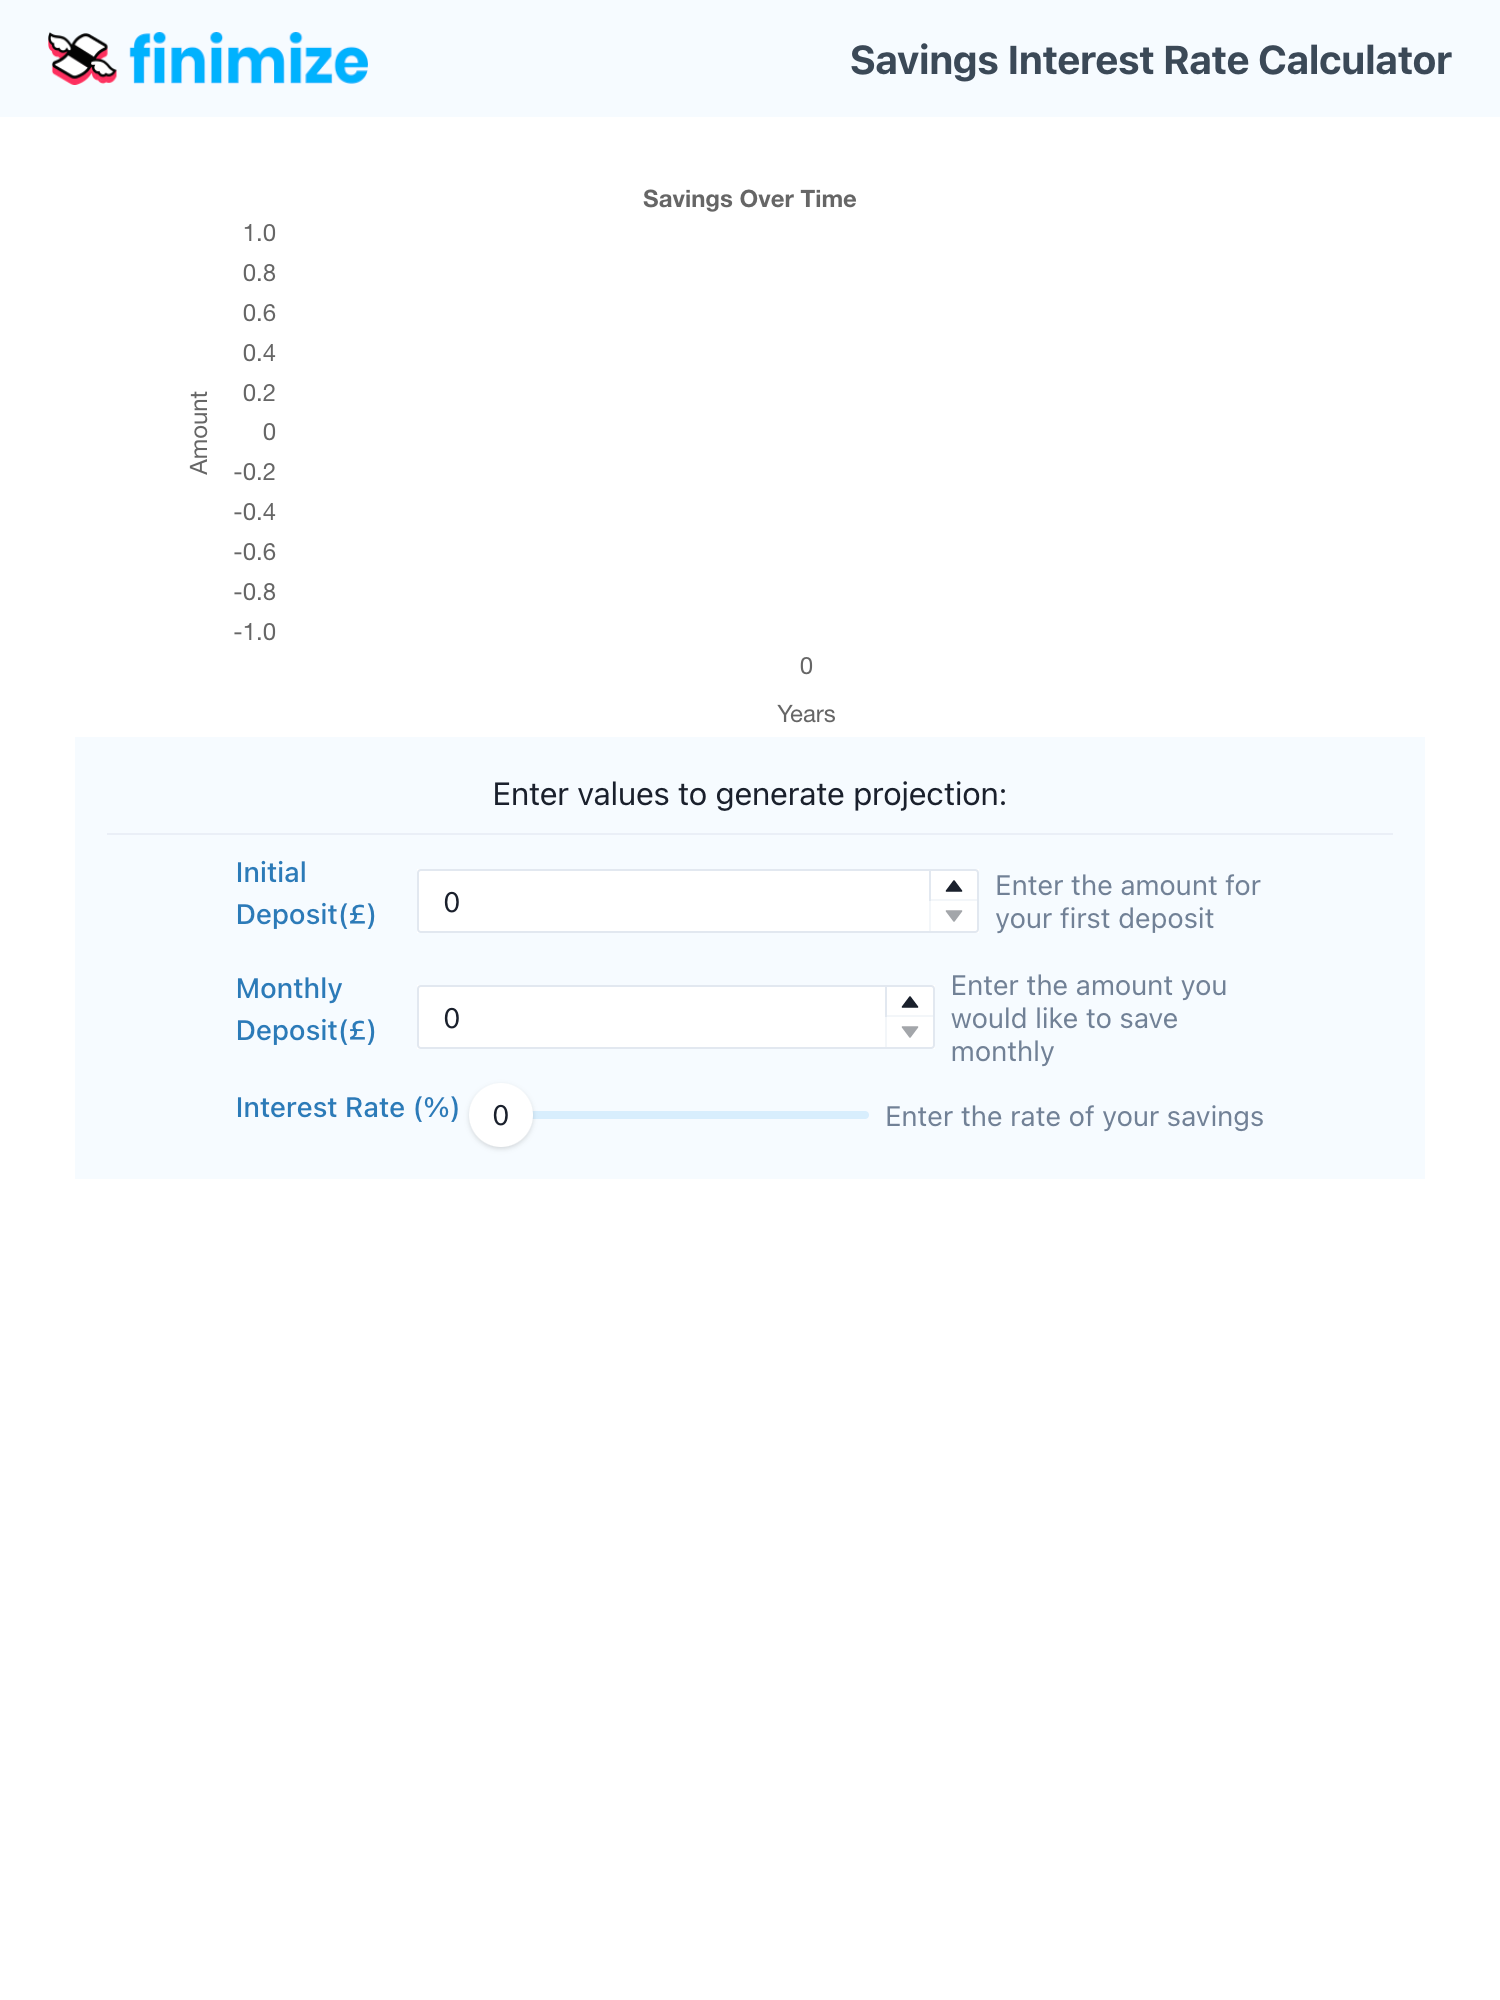 finimize
Savings Interest Rate Calculator
Savings Over Time
1.0
0.8
0.6
0.4
0.2
0
-0.2
-0.4
-0.6
-0.8
-1.0
Amount
0
Years
Enter values to generate projection:
Initial
Deposit(£)
0
Enter the amount for
your first deposit
Monthly
Deposit(£)
0
Enter the amount you
would like to save
monthly
Interest Rate (%)
0
Enter the rate of your savings